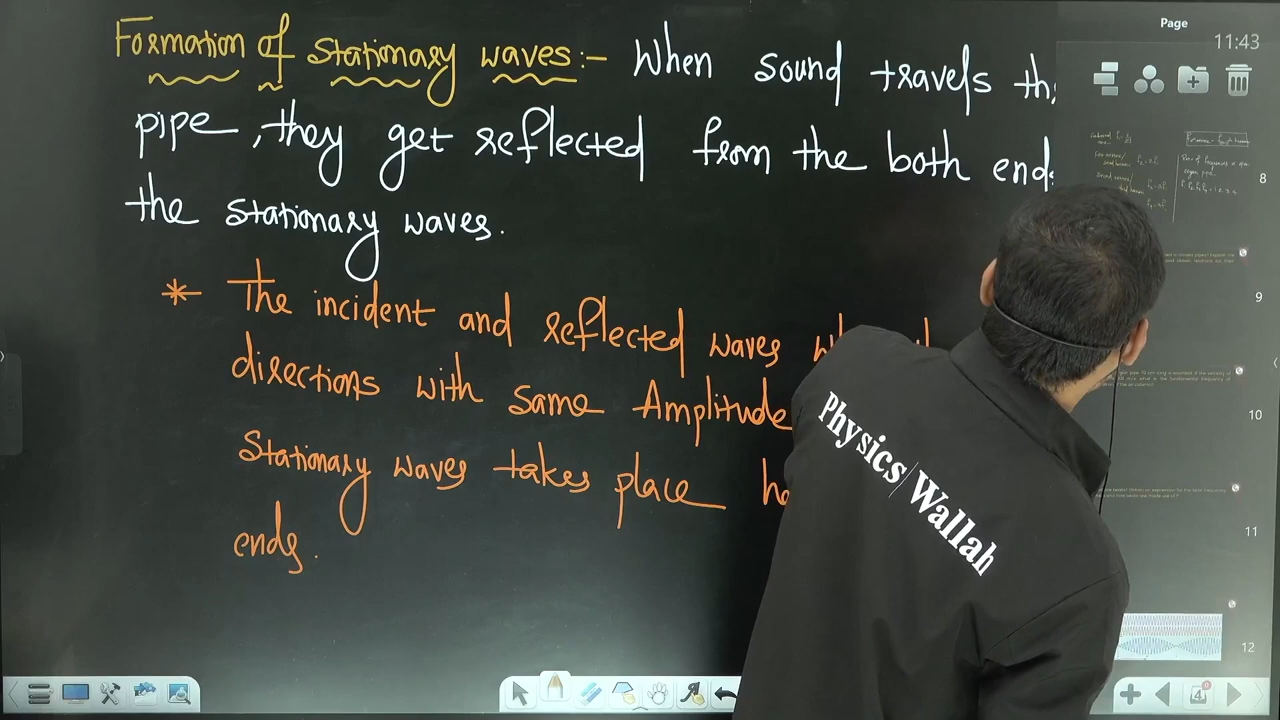 Formation of stationary waves:- When sound travels
pipe, they get reflected from the both ends
the stationary waves.
* The incident and reflected waves
directions with same Amplitude
Stationary waves takes place
ends.
Physics Wallah
Page
11:43
8
9
10
11
12
4